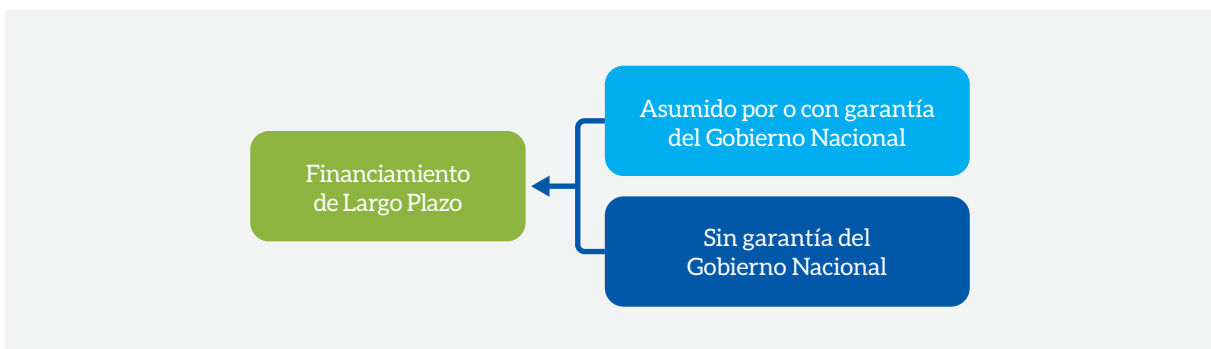 Financiamiento
de Largo Plazo
Asumido por o con garantía
del Gobierno Nacional
Sin garantía del
Gobierno Nacional